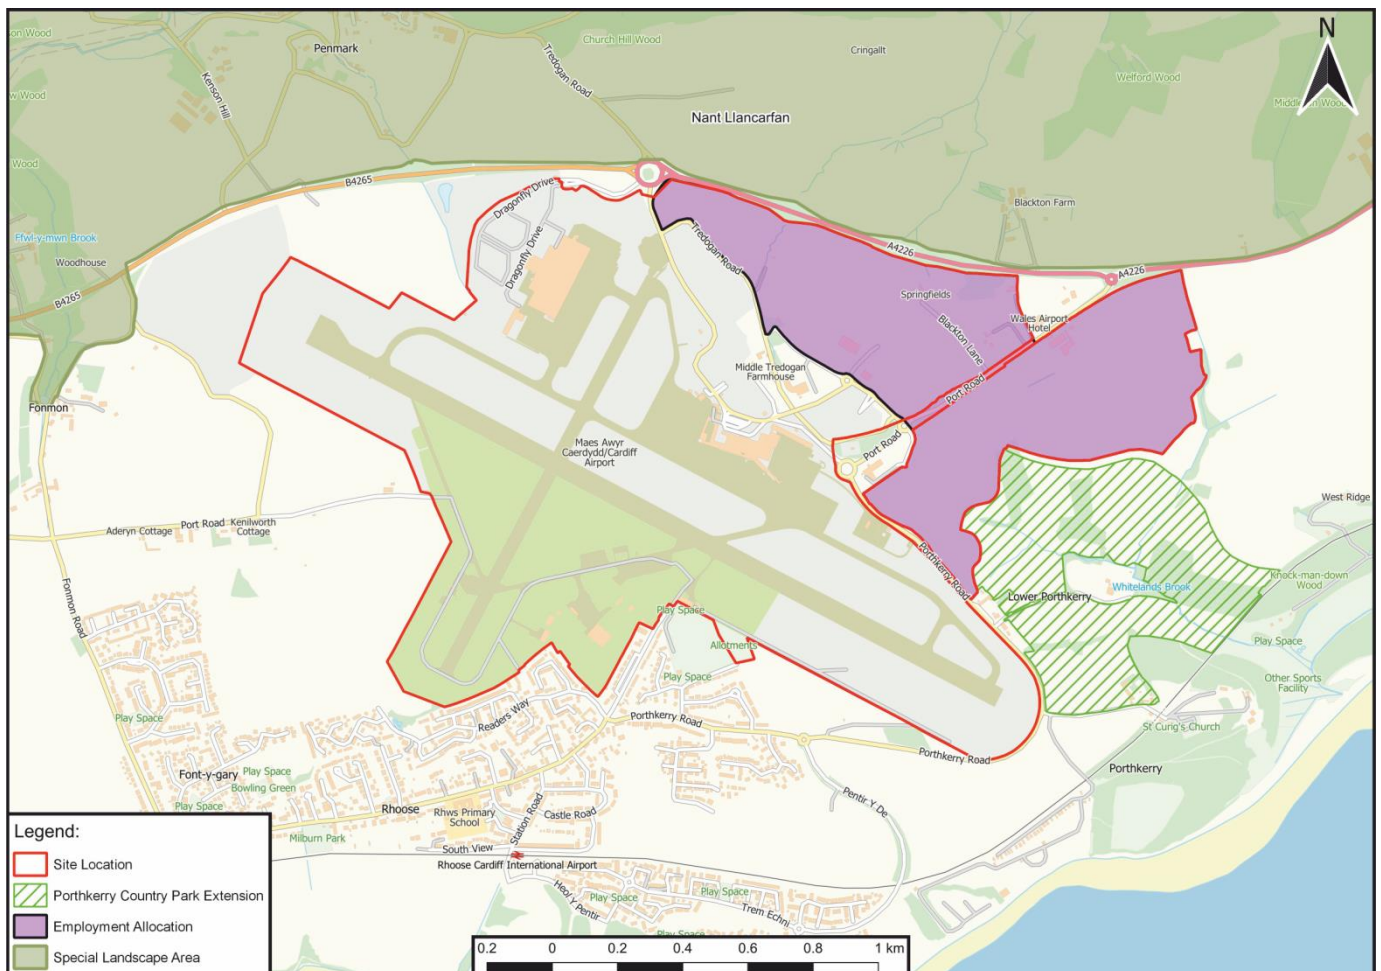 son Wood
Penmark
Church Hill Wood
Cringallt
N
Tredogan Road
Kenson Hill
w Wood
Welford Wood
Nant Llancarfan
Wood
B4265
Dragonfly Drive
Blackton Farm
Ffwl-y-mwn Brook
Woodhouse
Tredogan Road
A4226
A4226
Dragonfly Drive
B4265
Springfields
Wales Airport
Hotel
Blackton Lane
Middle Tredogan
Farmhouse
Port Road
Fonmon
Maes Awyr
Caerdydd/Cardiff
Airport
Port Road
West Ridge
Aderyn Cottage
Port Road
Kenilworth
Cottage
Porthkerry Road
Knock-man-down
Wood
Whitelands Brook
Lower Porthkerry
Fonmon Road
Play Space
Allotments
Play Space
Play Space
Other Sports
Facility
Play Space
Readers Way
Porthkerry Road
St Curig's Church
Porthkerry Road
Porthkerry
Font-y-gary
Play Space
Bowling Green
Play Space
Rhoose
Pentir Y De
Rhws Primary
School
Station Road
Castle Road
Milburn Park
South View
Rhoose Cardiff International Airport
Heol Y Pentir
Play Space
Play Space
Trem Echni
Play Space
Legend:
Site Location
Porthkerry Country Park Extension
Employment Allocation
Special Landscape Area
0.2 0 0.2 0.4 0.6 0.8 1 km